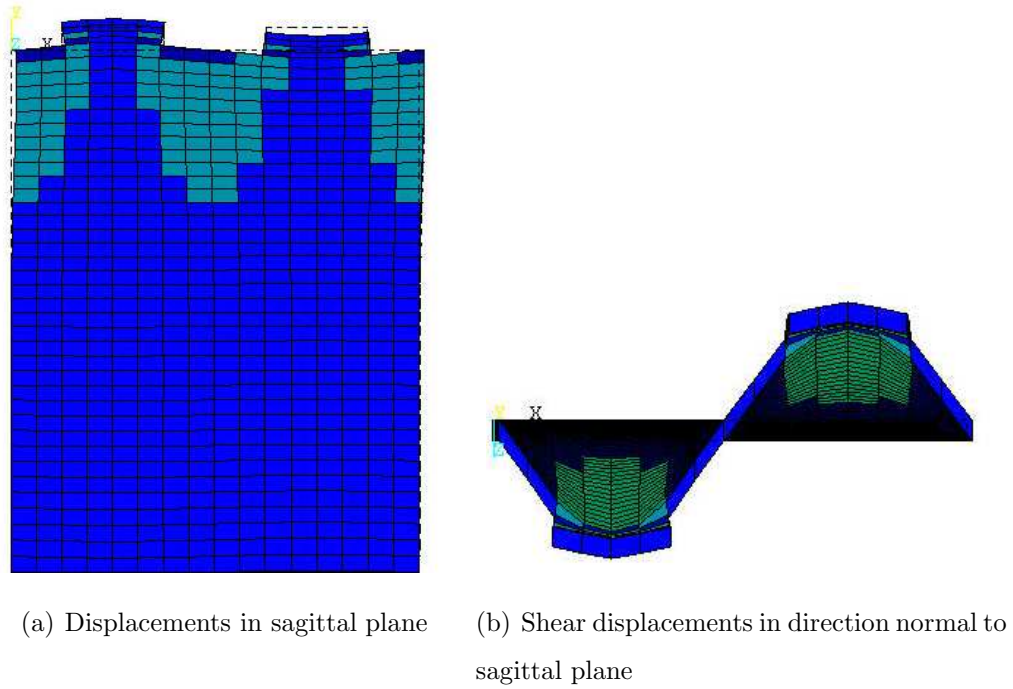 Y
Z
X
Y
X
Z
(a) Displacements in sagittal plane
(b) Shear displacements in direction normal to
sagittal plane